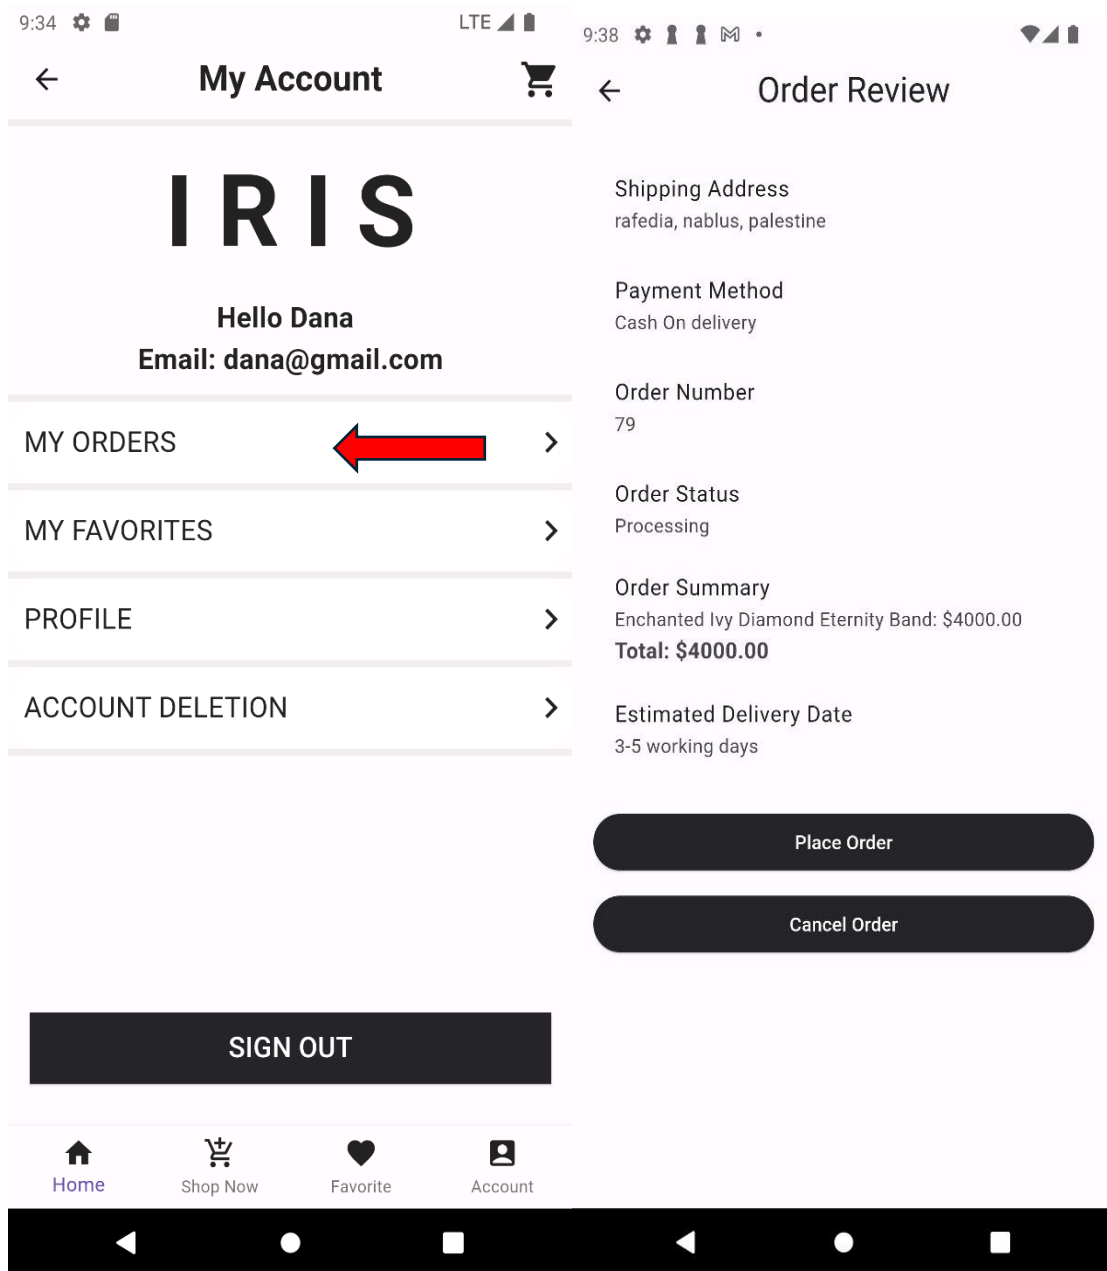 9:34
LTE
My Account
IRIS
Hello Dana
Email: dana@gmail.com
MY ORDERS
MY FAVORITES
PROFILE
ACCOUNT DELETION
SIGN OUT
Home
Shop Now
Favorite
Account
9:38
Order Review
Shipping Address
rafedia, nablus, palestine
Payment Method
Cash On delivery
Order Number
79
Order Status
Processing
Order Summary
Enchanted Ivy Diamond Eternity Band: $4000.00
Total: $4000.00
Estimated Delivery Date
3-5 working days
Place Order
Cancel Order